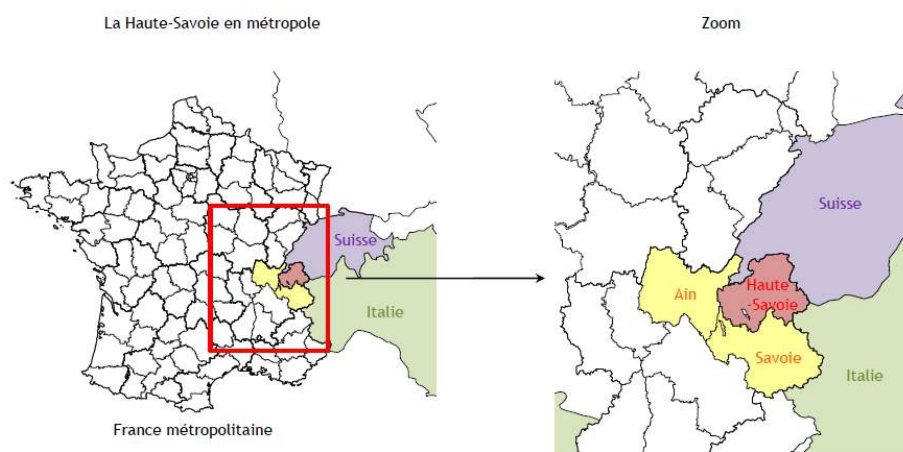 La Haute-Savoie en métropole
Zoom
Suisse
Italie
France métropolitaine
Suisse
Ain
Haute
-Savoie
Savoie
Italie